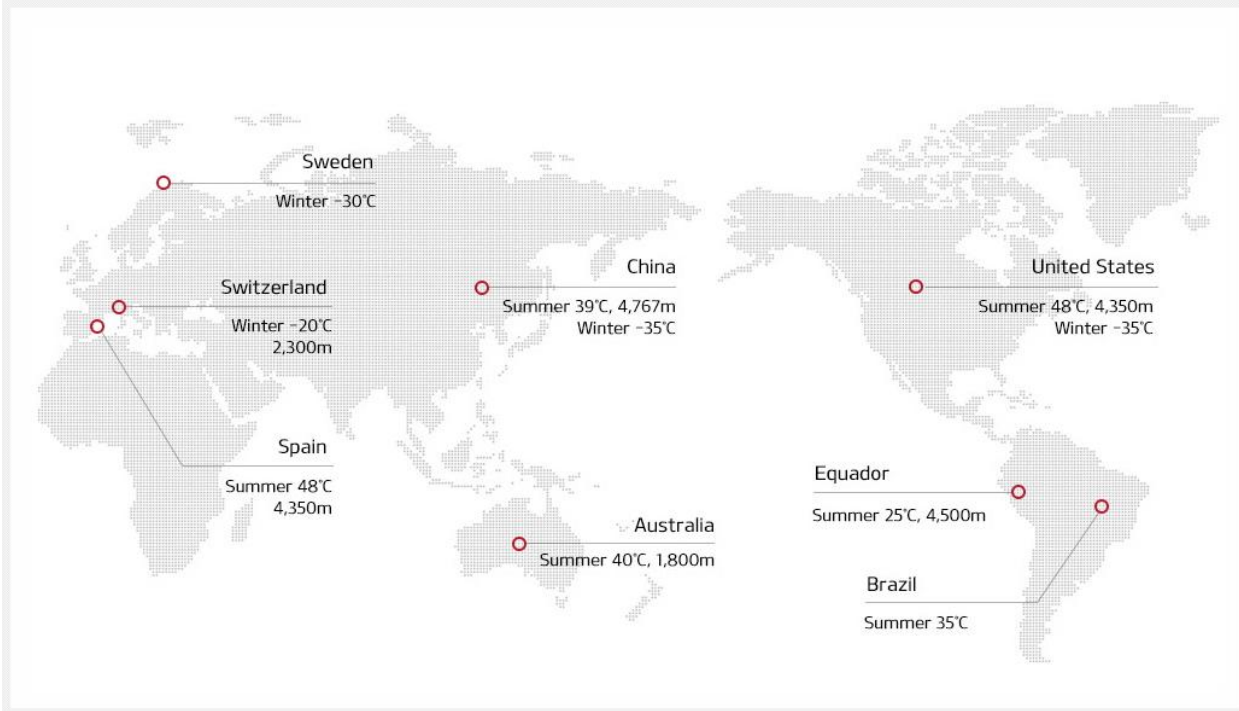 Sweden
Winter -30℃
Switzerland
Winter -20℃
2,300m
China
Summer 39℃, 4,767m
Winter -35℃
United States
Summer 48℃, 4,350m
Winter -35℃
Spain
Summer 48℃
4,350m
Australia
Summer 40℃, 1,800m
Equador
Summer 25℃, 4,500m
Brazil
Summer 35℃